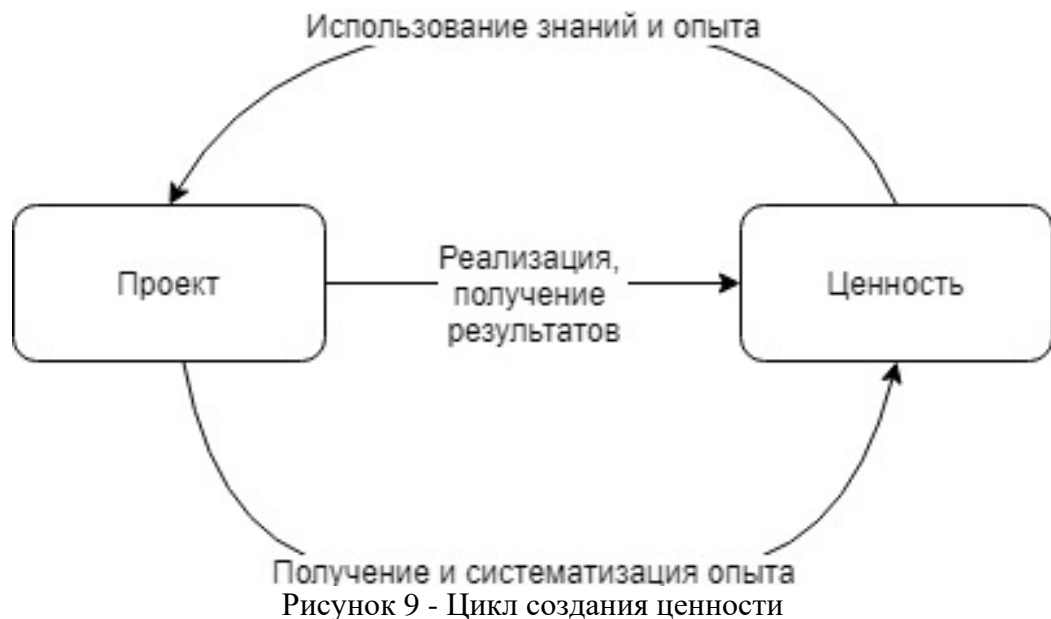 Использование знаний и опыта
Проект
Реализация,
получение
результатов
Ценность
Получение и систематизация опыта
Рисунок 9 - Цикл создания ценности